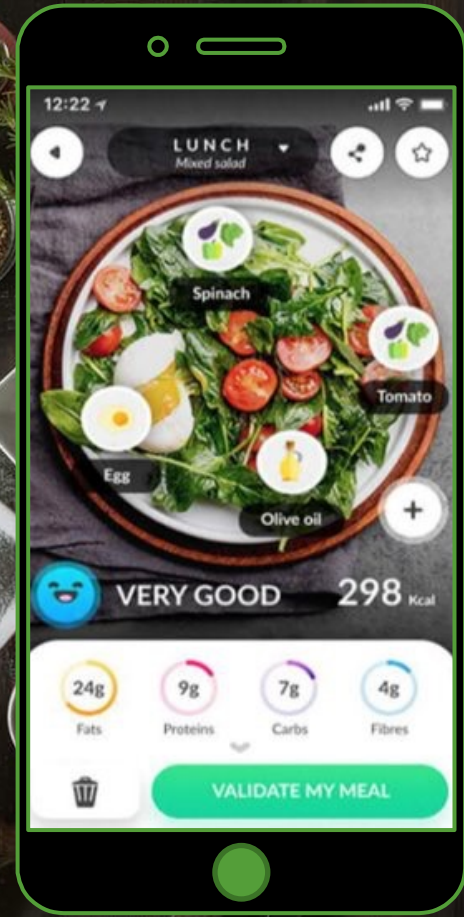 12:22
LUNCH
Mixed salad
Spinach
Tomato
Egg
Olive oil
VERY GOOD
298 Kcal
24g
9g
7g
4g
Fats
Proteins
Carbs
Fibres
VALIDATE MY MEAL